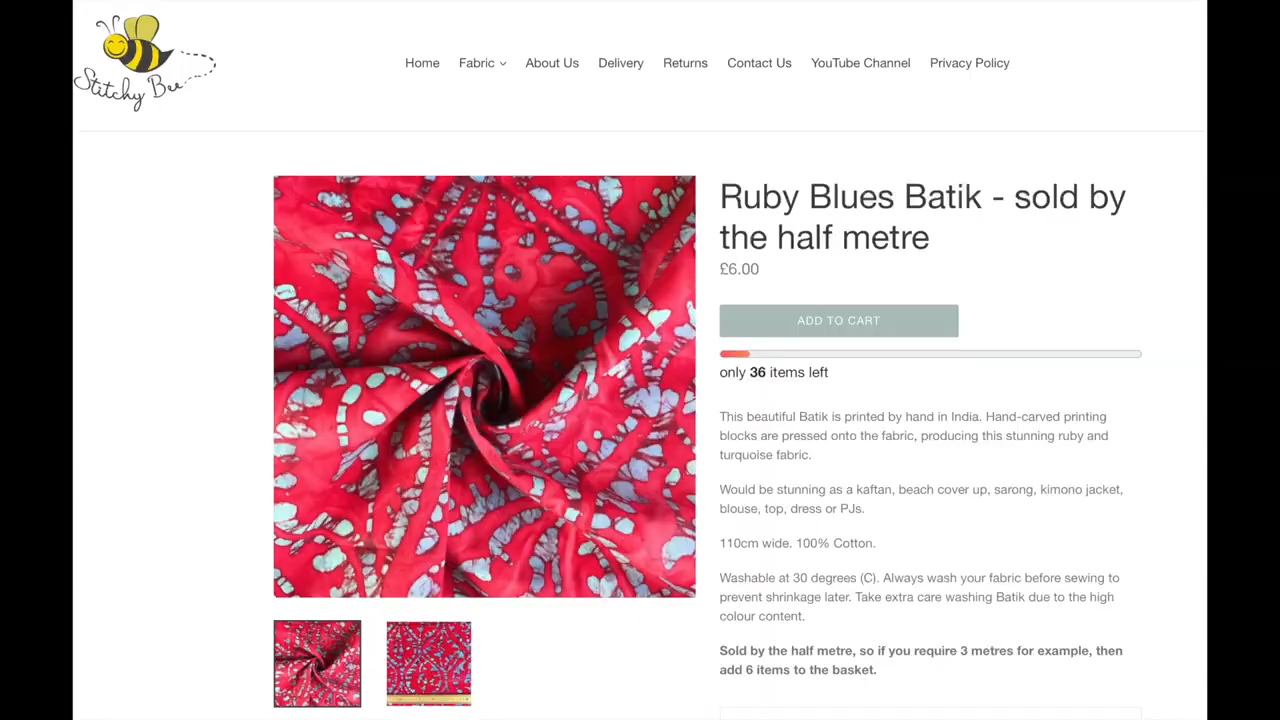 Stitchy Bee
Home Fabric About Us Delivery Returns Contact Us YouTube Channel Privacy Policy
Ruby Blues Batik - sold by
the half metre
£6.00
ADD TO CART
only 36 items left
This beautiful Batik is printed by hand in India. Hand-carved printing
blocks are pressed onto the fabric, producing this stunning ruby and
turquoise fabric.
Would be stunning as a kaftan, beach cover up, sarong, kimono jacket,
blouse, top, dress or PJs.
110cm wide. 100% Cotton.
Washable at 30 degrees (C). Always wash your fabric before sewing to
prevent shrinkage later. Take extra care washing Batik due to the high
colour content.
Sold by the half metre, so if you require 3 metres for example, then
add 6 items to the basket.